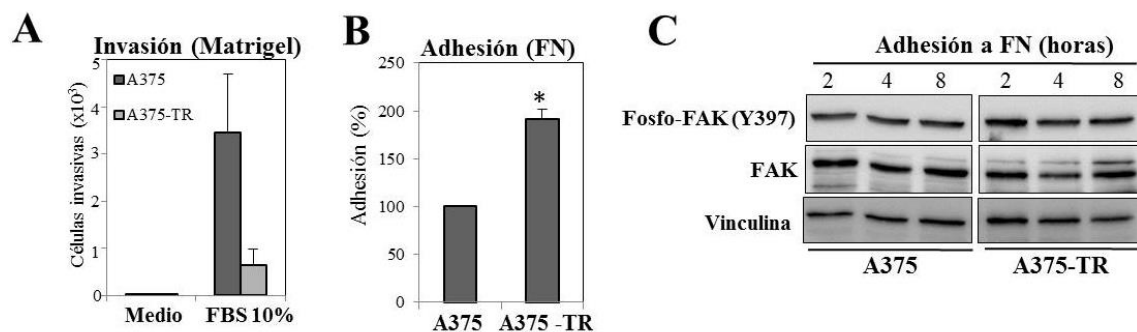 A
Invasión (Matrigel)
Células invasivas (x10³)
5
4
3
2
1
0
A375
A375-TR
Medio
FBS 10%
B
Adhesión (FN)
Adhesión (%)
250
200
150
100
50
0
*
A375
A375 -TR
C
Adhesión a FN (horas)
2 4 8 2 4 8
Fosfo-FAK (Y397)
FAK
Vinculina
A375 A375-TR